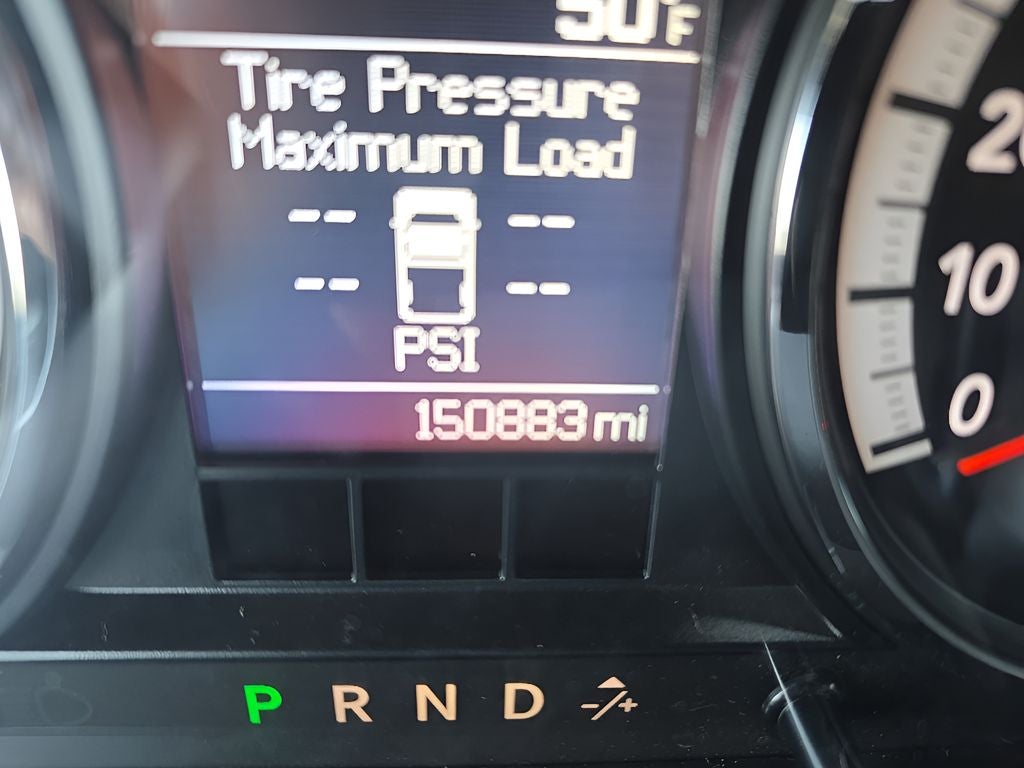 50°F
Tire Pressure
Maximum Load
-- --
-- --
PSI
150883 mi
20
10
0
P R N D -/+